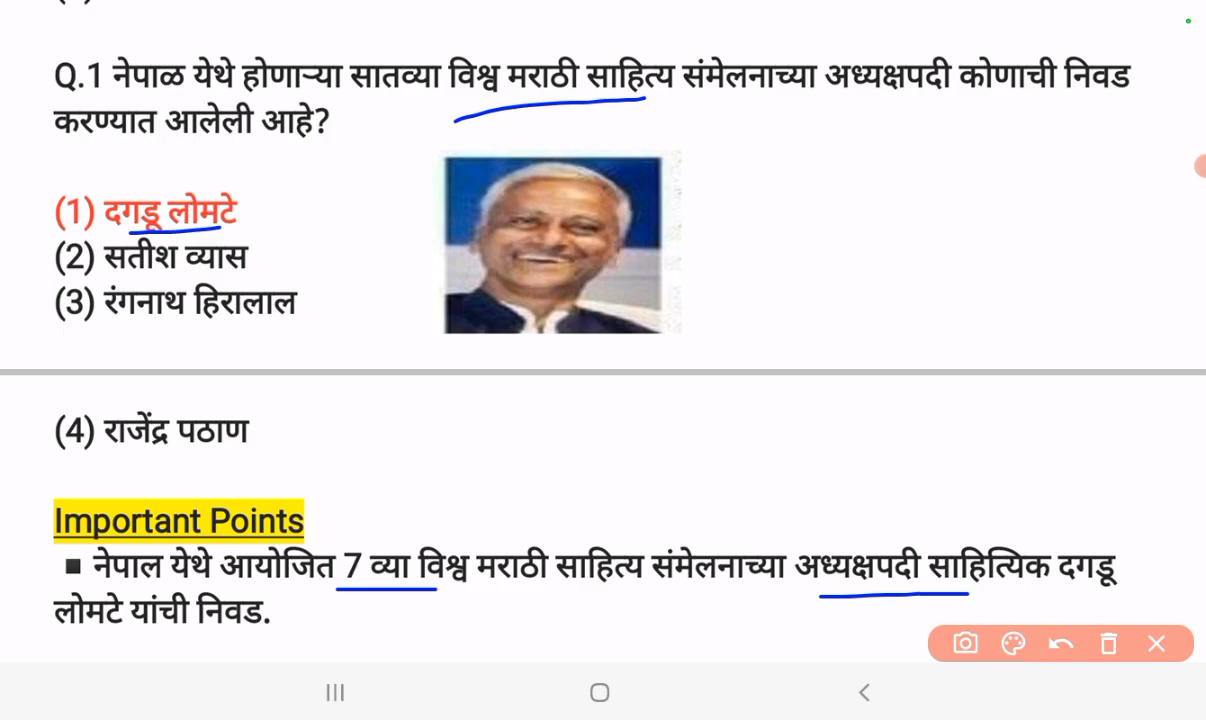 Q.1 नेपाळ येथे होणाऱ्या सातव्या विश्व मराठी साहित्य संमेलनाच्या अध्यक्षपदी कोणाची निवड
करण्यात आलेली आहे?
(1) दगडू लोमटे
(2) सतीश व्यास
(3) रंगनाथ हिरालाल
(4) राजेंद्र पठाण
Important Points
▪ नेपाल येथे आयोजित 7 व्या विश्व मराठी साहित्य संमेलनाच्या अध्यक्षपदी साहित्यिक दगडू
लोमटे यांची निवड.